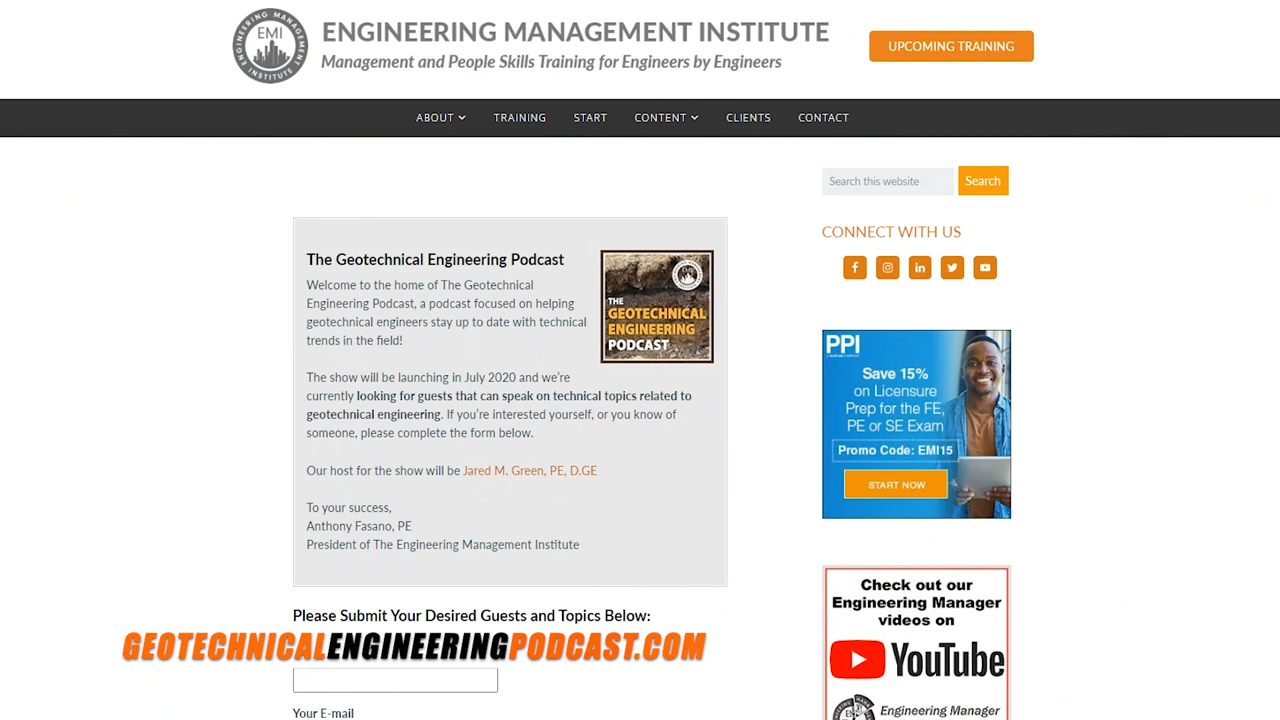 ENGINEERING MANAGEMENT INSTITUTE
EMI
ENGINEERING MANAGEMENT INSTITUTE
Management and People Skills Training for Engineers by Engineers
UPCOMING TRAINING
ABOUT
TRAINING
START
CONTENT
CLIENTS
CONTACT
Search this website
Search
CONNECT WITH US
The Geotechnical Engineering Podcast
Welcome to the home of The Geotechnical
Engineering Podcast, a podcast focused on helping
geotechnical engineers stay up to date with technical
trends in the field!
EMI
THE
GEOTECHNICAL
ENGINEERING
PODCAST
The show will be launching in July 2020 and we're
currently looking for guests that can speak on technical topics related to
geotechnical engineering. If you're interested yourself, or you know of
someone, please complete the form below.
Our host for the show will be Jared M. Green, PE, D.GE
To your success,
Anthony Fasano, PE
President of The Engineering Management Institute
Please Submit Your Desired Guests and Topics Below:
GEOTECHNICALENGINEERINGPODCAST.COM
Your E-mail
PPI
Save 15%
on Licensure
Prep for the FE,
PE or SE Exam
Promo Code: EMI15
START NOW
Check out our
Engineering Manager
videos on
YouTube
Engineering Manager